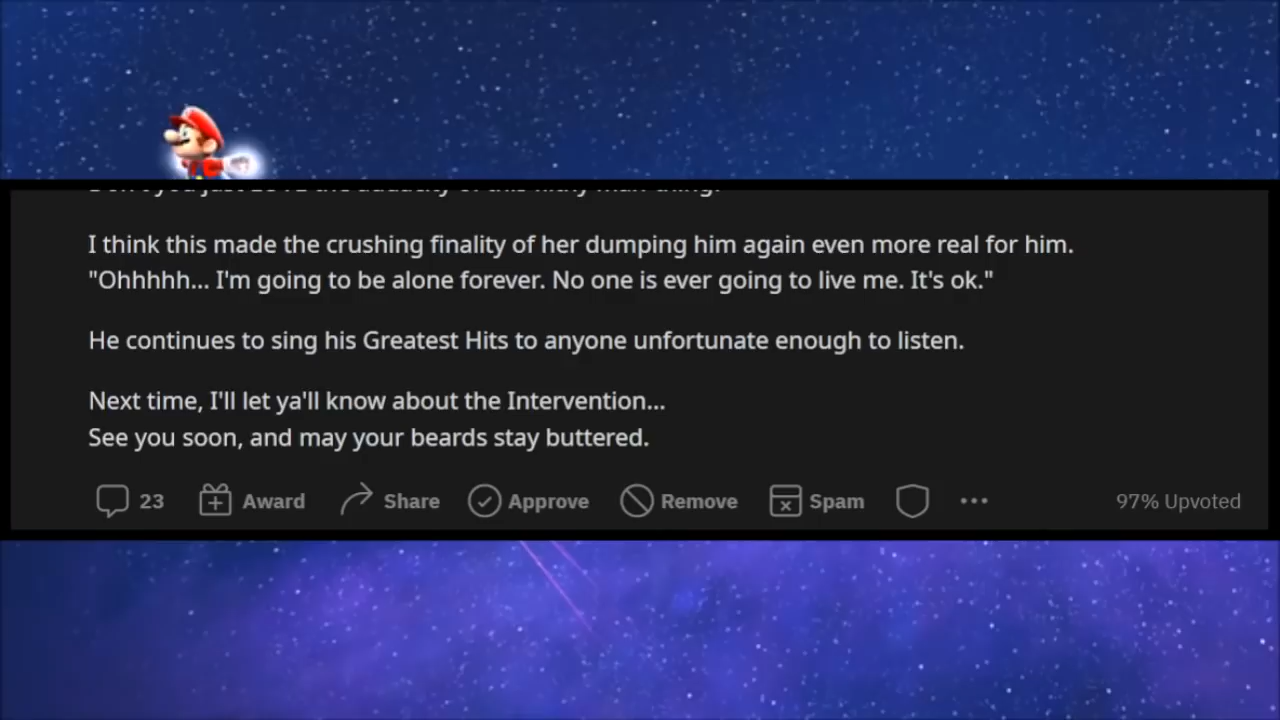 I think this made the crushing finality of her dumping him again even more real for him.
"Ohhhhh... I'm going to be alone forever. No one is ever going to live me. It's ok."
He continues to sing his Greatest Hits to anyone unfortunate enough to listen.
Next time, I'll let ya'll know about the Intervention...
See you soon, and may your beards stay buttered.
23 Award Share Approve Remove Spam 97% Upvoted